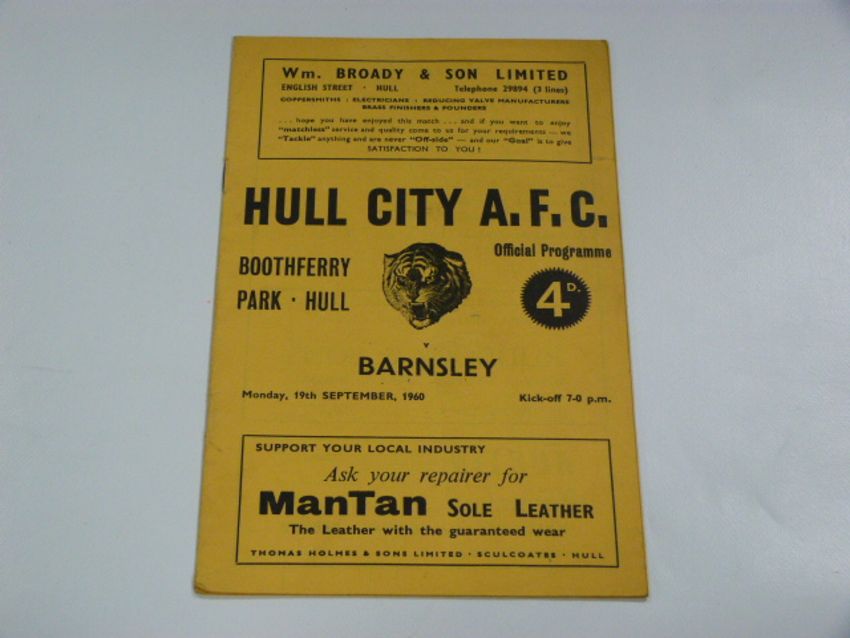 Wm. BROADY & SON LIMITED
ENGLISH STREET · HULL Telephone 29894 (3 lines)
COPPERSMITHS : ELECTRICIANS : REDUCING VALVE MANUFACTURERS
BRASS FINISHERS & FOUNDERS
. . . hope you have enjoyed this match . . . and if you want to enjoy
"matchless" service and quality come to us for your requirements — we
"Tackle" anything and are never "Off-side" — and our "Goal" is to give
SATISFACTION TO YOU !
HULL CITY A.F.C.
Official Programme
BOOTHFERRY
PARK · HULL
4D.
v
BARNSLEY
Monday, 19th SEPTEMBER, 1960 Kick-off 7-0 p.m.
SUPPORT YOUR LOCAL INDUSTRY
Ask your repairer for
ManTan SOLE LEATHER
The Leather with the guaranteed wear
THOMAS HOLMES & SONS LIMITED · SCULCOATES · HULL